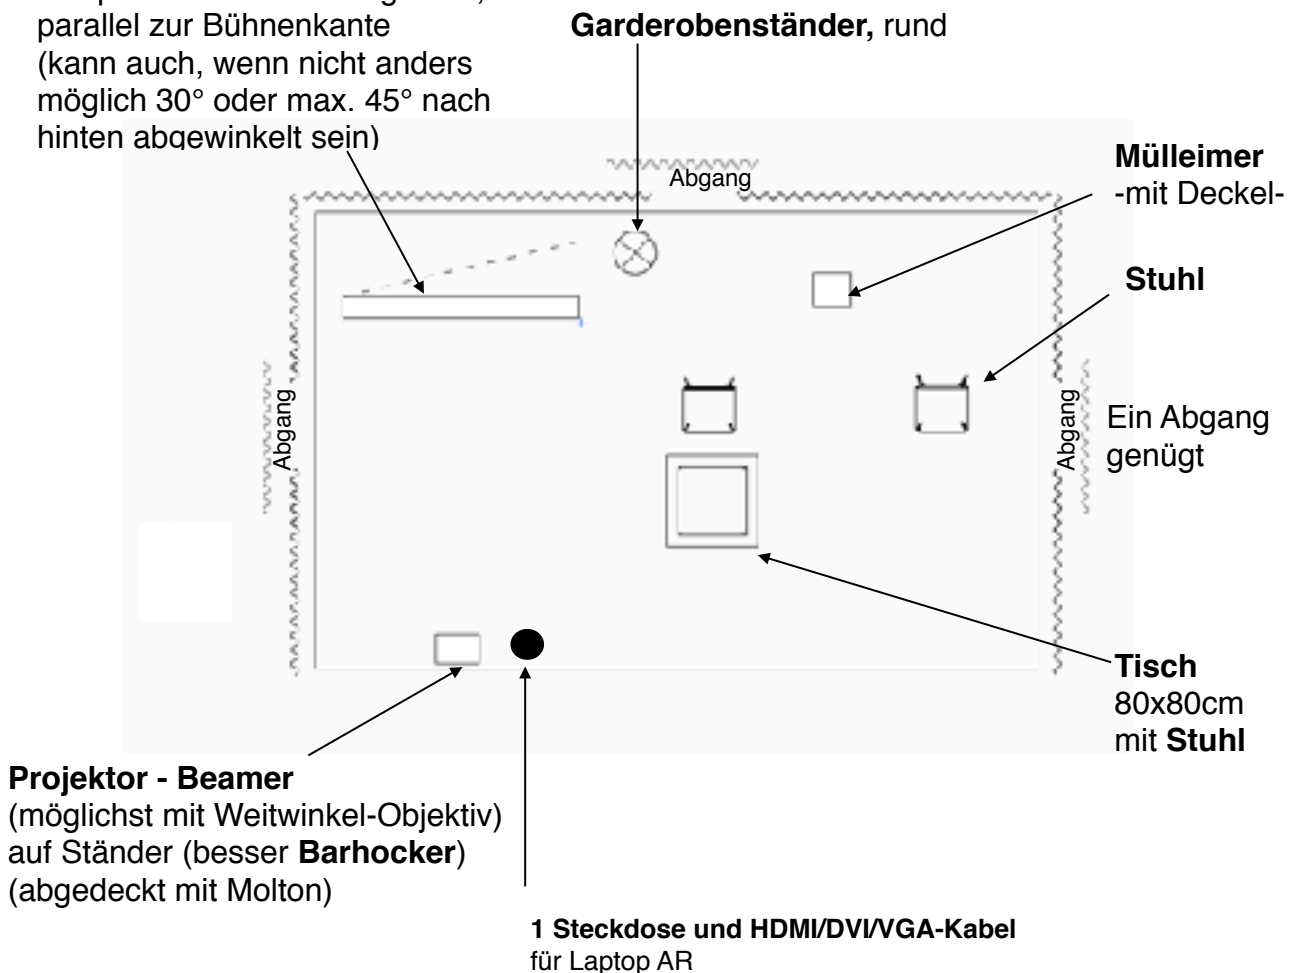 parallel zur Bühnenkante
(kann auch, wenn nicht anders
möglich 30° oder max. 45° nach
hinten abgewinkelt sein)
Garderobenständer, rund
Abgang
Mülleimer
-mit Deckel-
Stuhl
Abgang
Abgang
Ein Abgang
genügt
Tisch
80x80cm
mit Stuhl
Projektor - Beamer
(möglichst mit Weitwinkel-Objektiv)
auf Ständer (besser Barhocker)
(abgedeckt mit Molton)
1 Steckdose und HDMI/DVI/VGA-Kabel
für Laptop AR